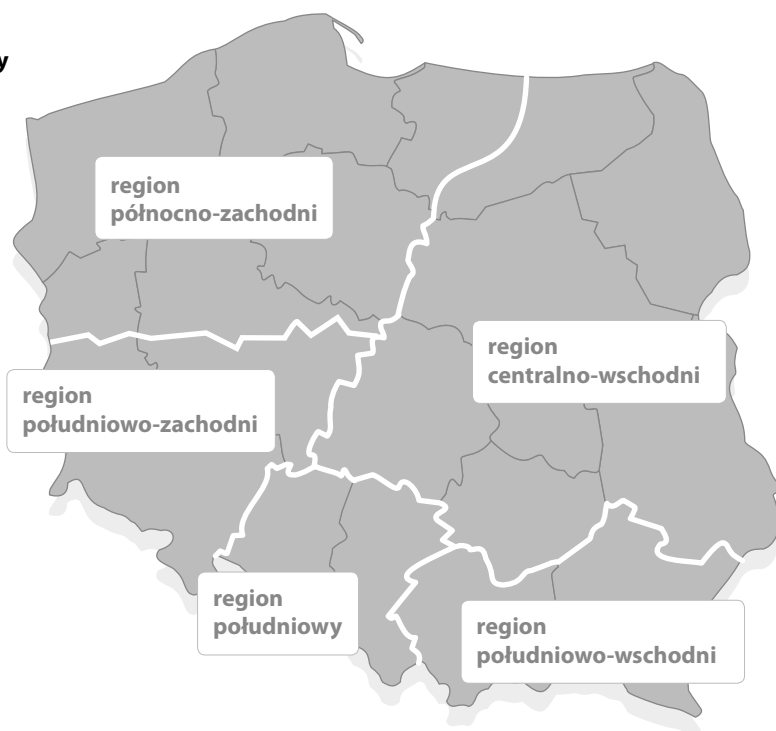 y
region
północno-zachodni
region
centralno-wschodni
region
południowo-zachodni
region
południowy
region
południowo-wschodni